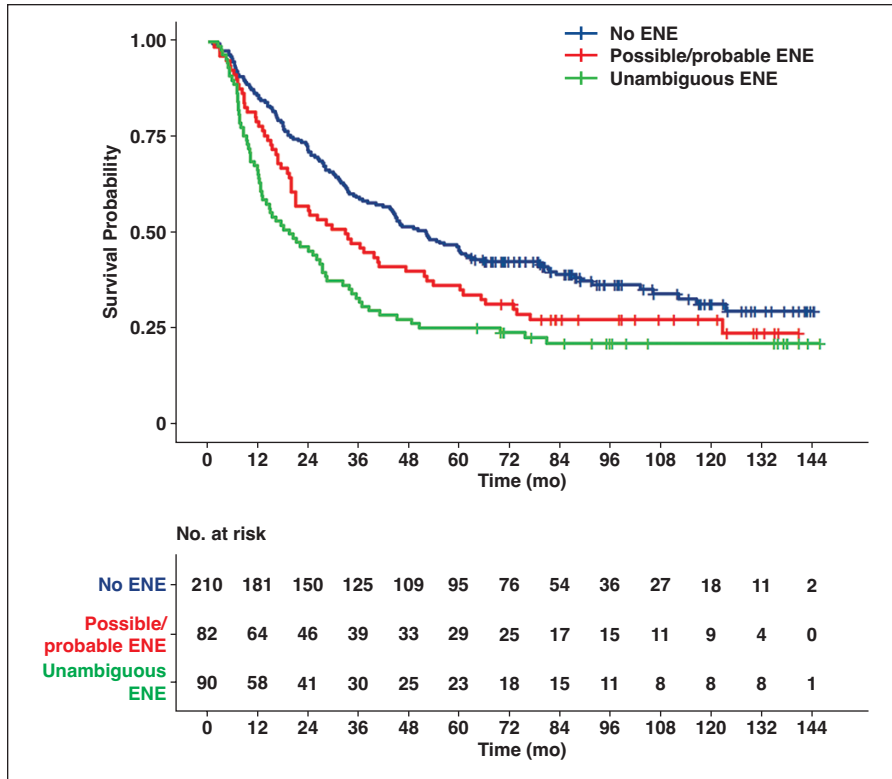 No ENE
Possible/probable ENE
Unambiguous ENE
1.00
0.75
0.50
0.25
0
Survival Probability
0 12 24 36 48 60 72 84 96 108 120 132 144
Time (mo)
No. at risk
No ENE 210 181 150 125 109 95 76 54 36 27 18 11 2
Possible/
probable ENE 82 64 46 39 33 29 25 17 15 11 9 4 0
Unambiguous
ENE 90 58 41 30 25 23 18 15 11 8 8 8 1
0 12 24 36 48 60 72 84 96 108 120 132 144
Time (mo)